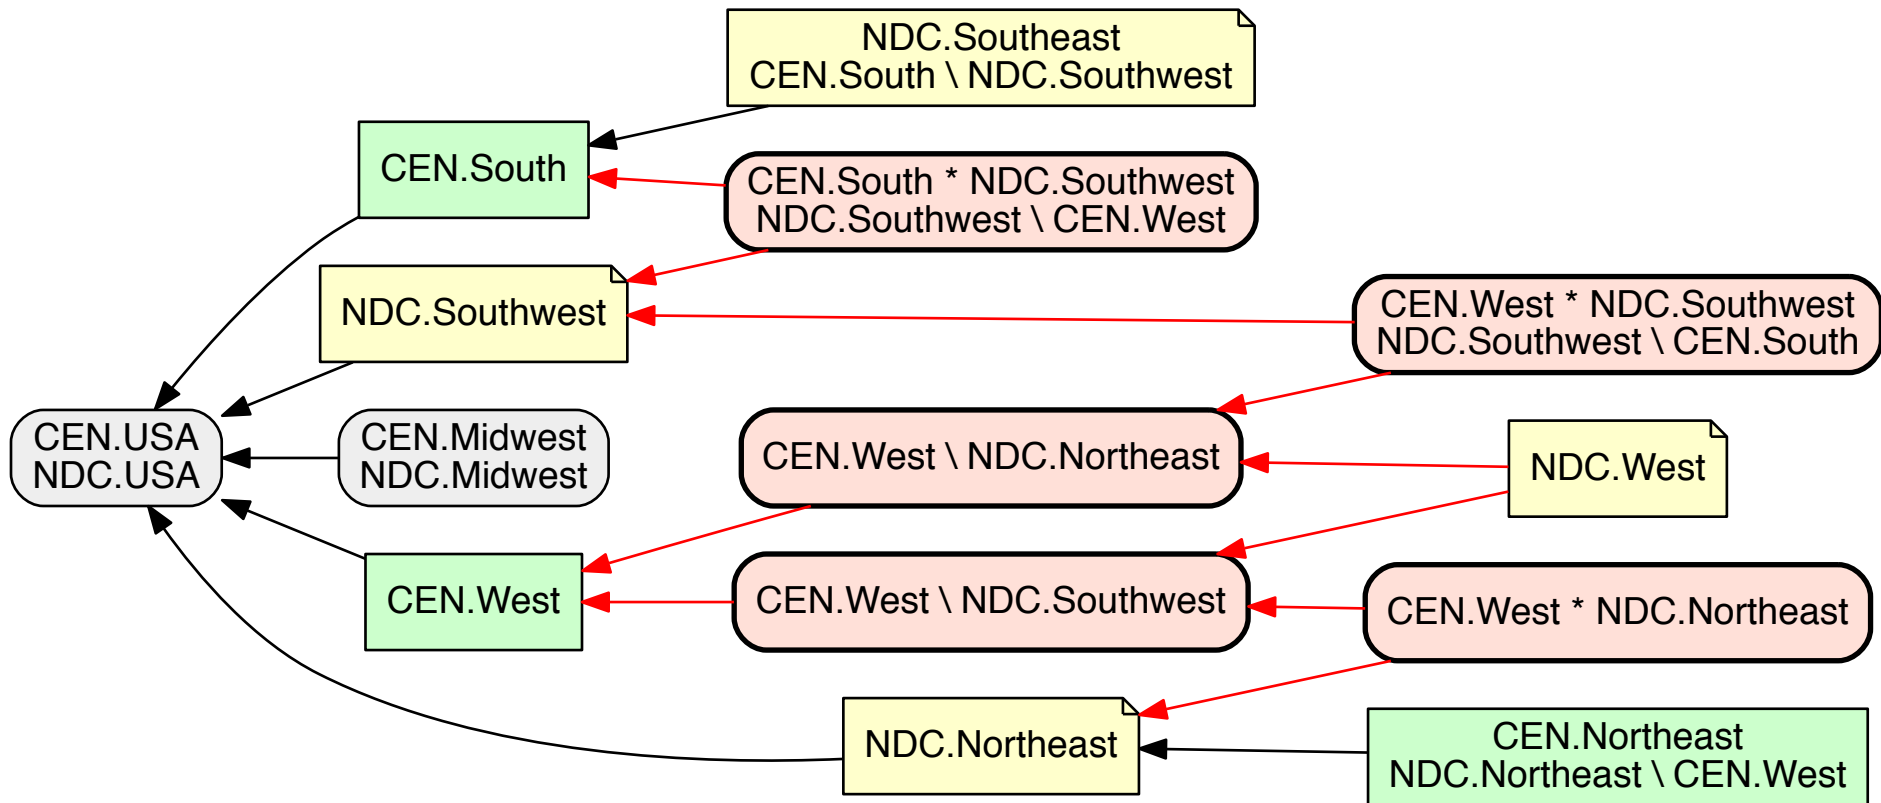 NDC.Southeast
CEN.South \ NDC.Southwest
CEN.South
CEN.South * NDC.Southwest
NDC.Southwest \ CEN.West
NDC.Southwest
CEN.West * NDC.Southwest
NDC.Southwest \ CEN.South
CEN.USA
NDC.USA
CEN.Midwest
NDC.Midwest
CEN.West \ NDC.Northeast
NDC.West
CEN.West
CEN.West \ NDC.Southwest
CEN.West * NDC.Northeast
NDC.Northeast
CEN.Northeast
NDC.Northeast \ CEN.West